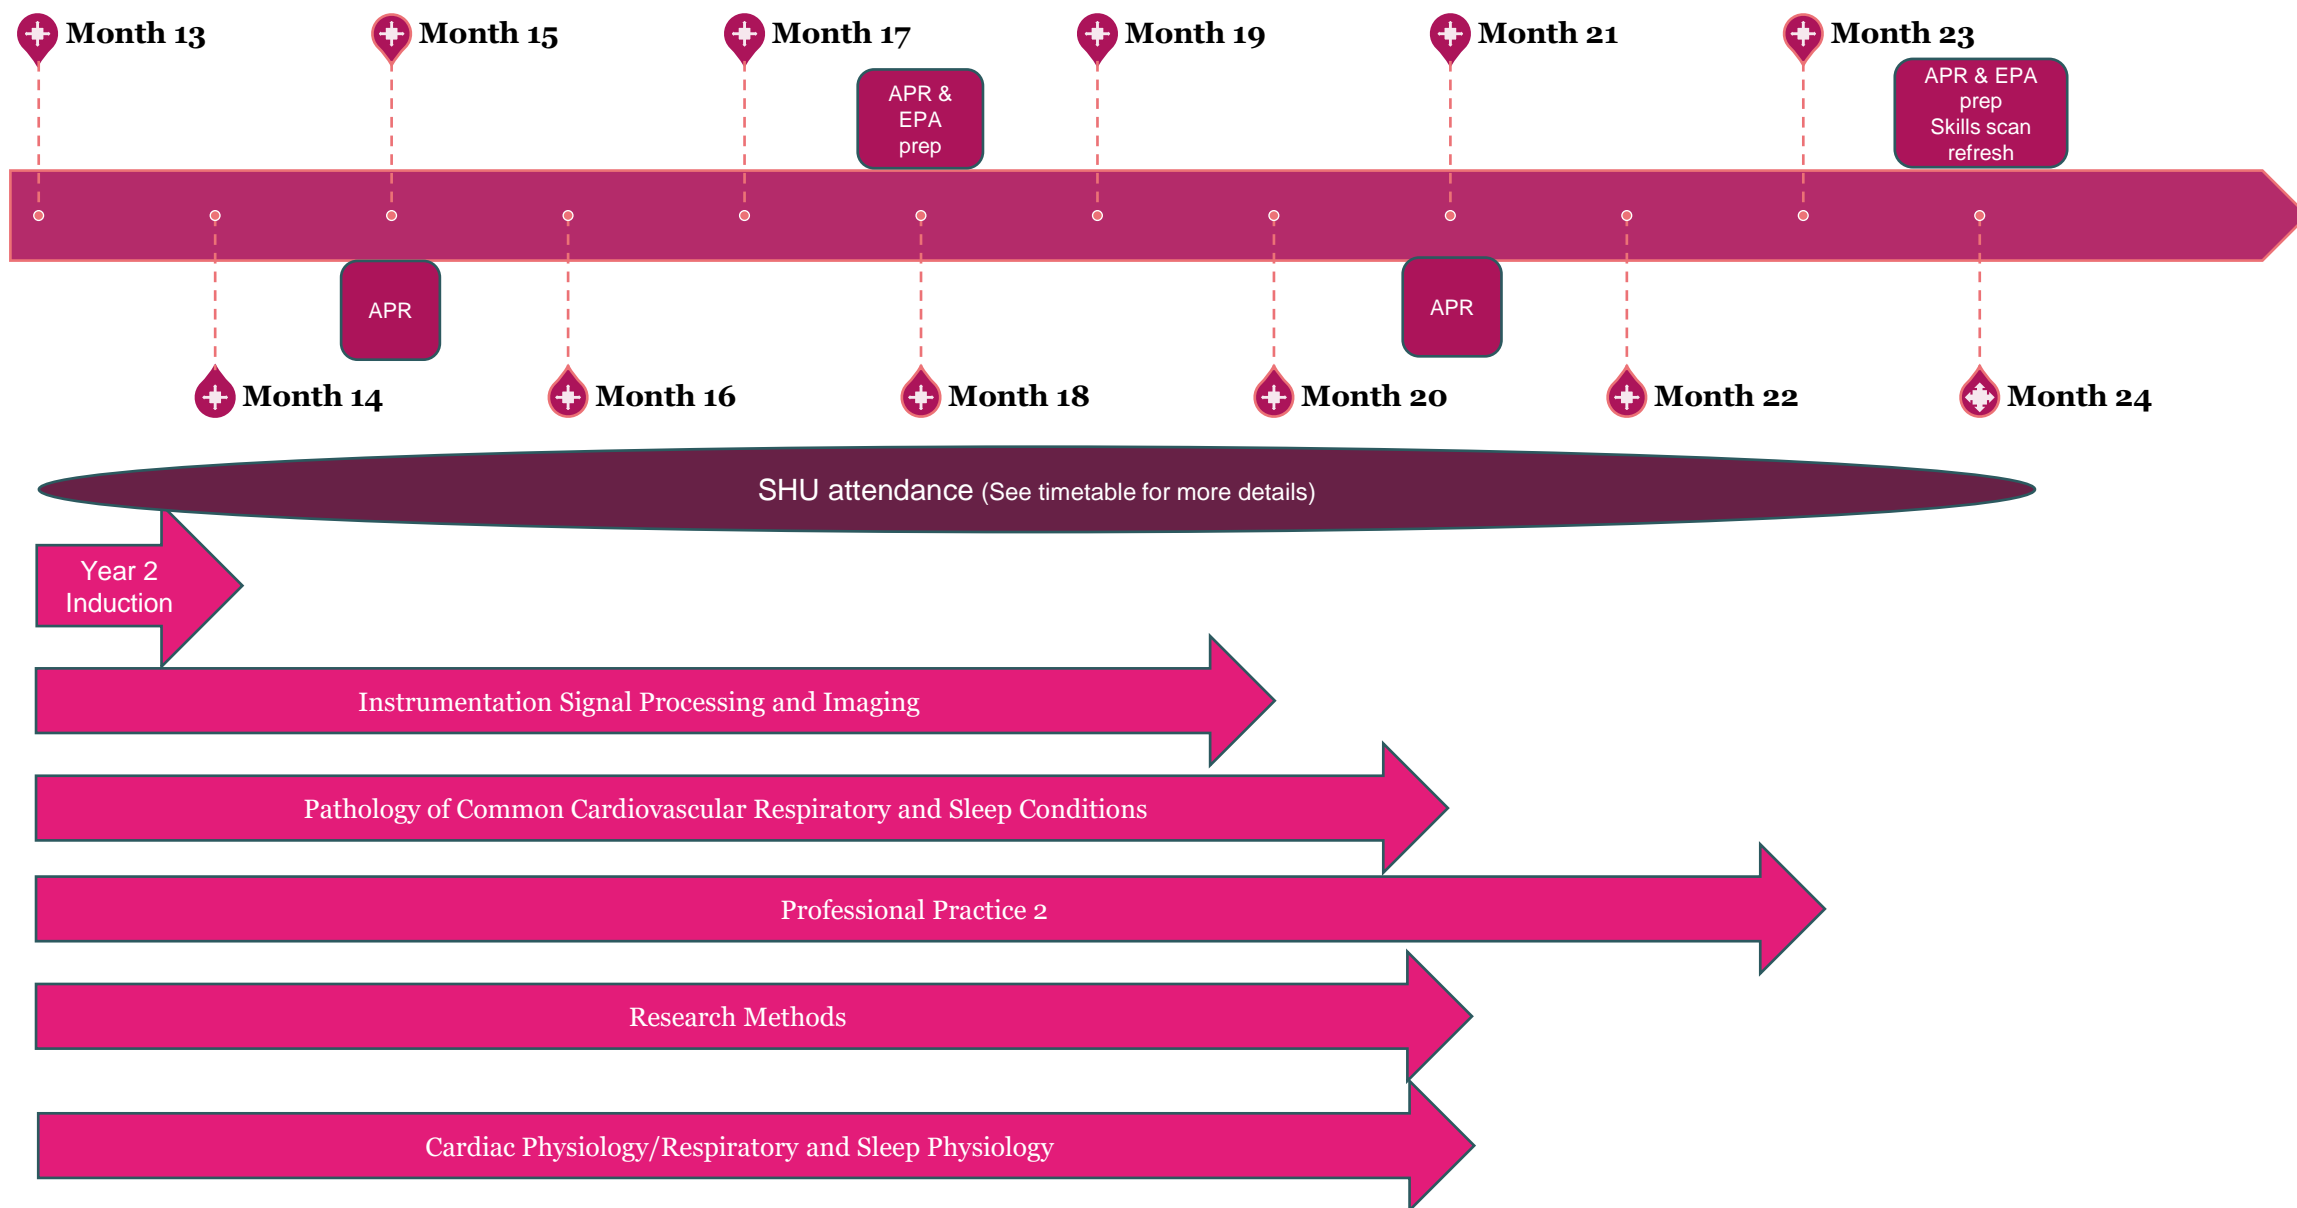 Month 13
Month 15
Month 17
Month 19
Month 21
Month 23
APR &
EPA
prep
APR & EPA
prep
Skills scan
refresh
APR
APR
Month 14
Month 16
Month 18
Month 20
Month 22
Month 24
SHU attendance (See timetable for more details)
Year 2
Induction
Instrumentation Signal Processing and Imaging
Pathology of Common Cardiovascular Respiratory and Sleep Conditions
Professional Practice 2
Research Methods
Cardiac Physiology/Respiratory and Sleep Physiology